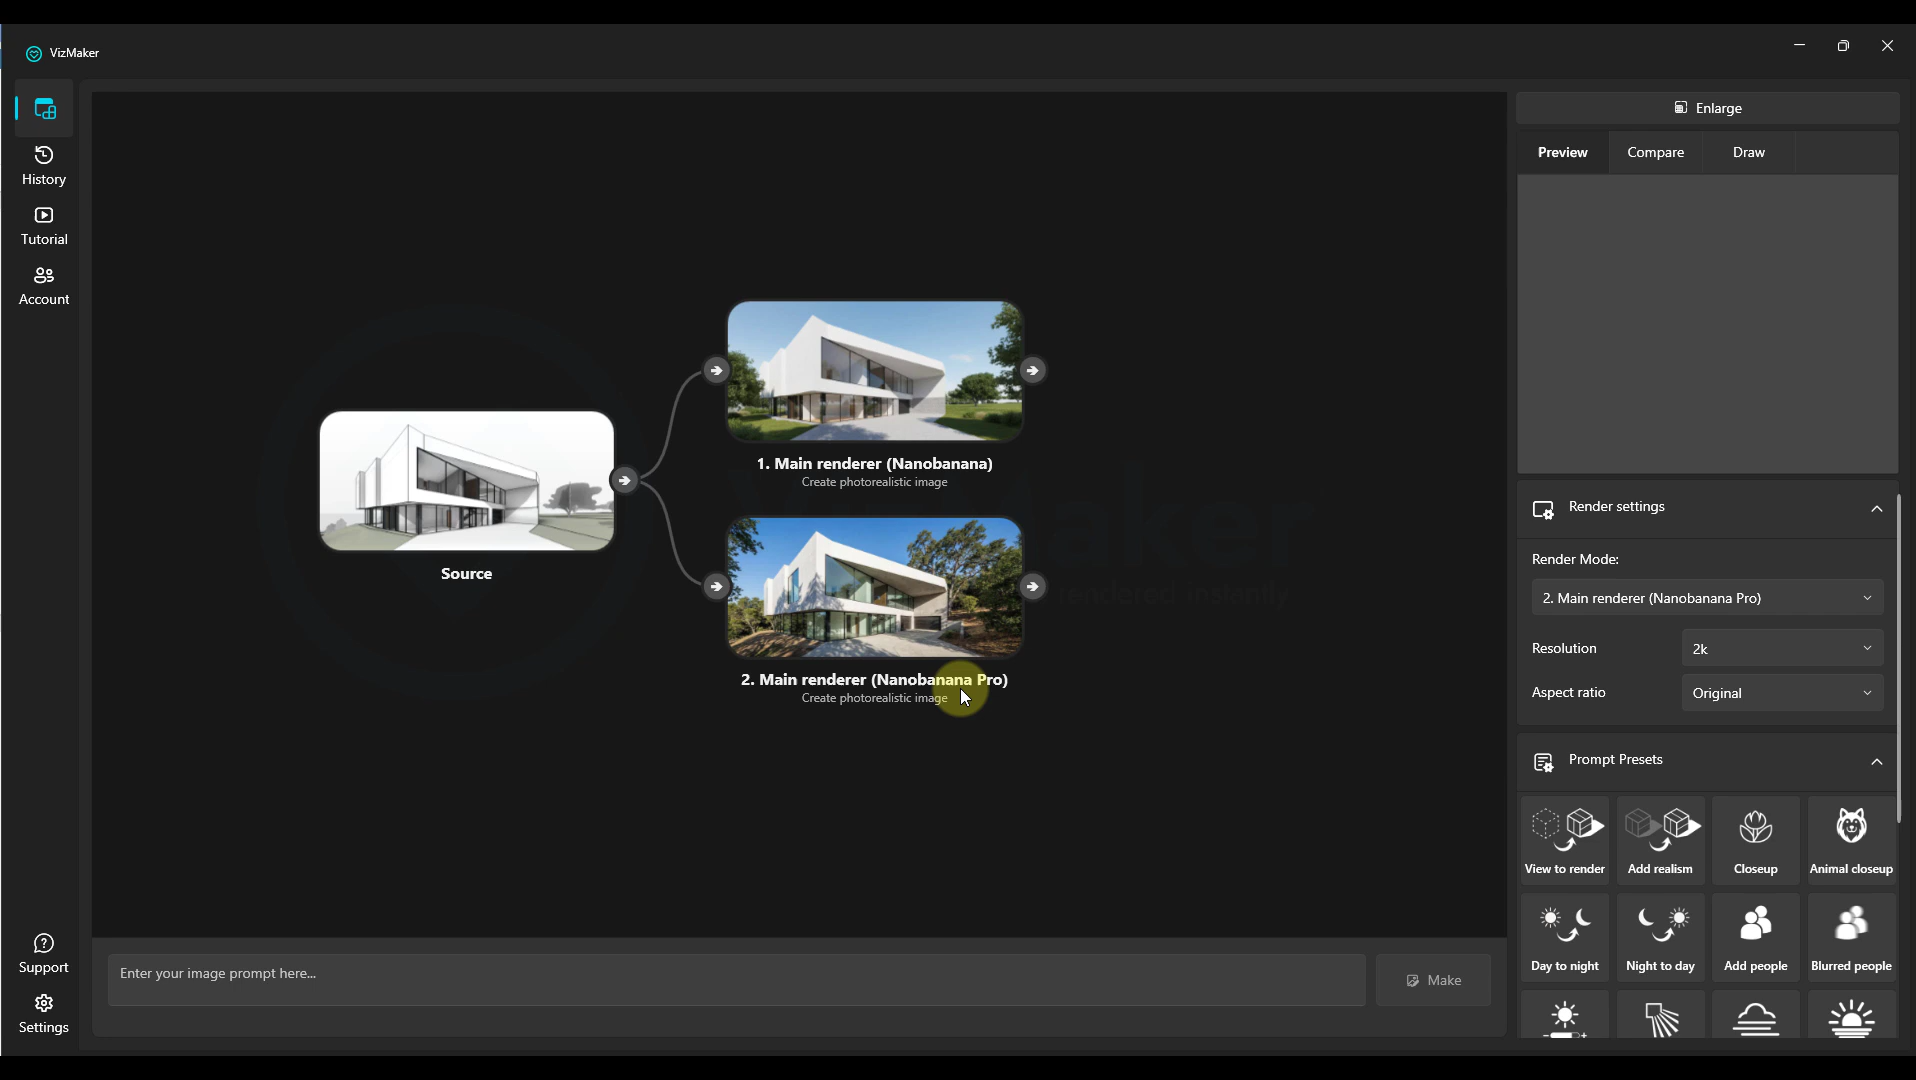 VizMaker
History
Tutorial
Account
Support
Settings
1. Main renderer (Nanobanana)
Create photorealistic image
Source
2. Main renderer (Nanobanana Pro)
Create photorealistic image
rendered instantly
Enter your image prompt here...
Make
Enlarge
Preview
Compare
Draw
Render settings
Render Mode:
2. Main renderer (Nanobanana Pro)
Resolution
2k
Aspect ratio
Original
Prompt Presets
View to render
Add realism
Closeup
Animal closeup
Day to night
Night to day
Add people
Blurred people